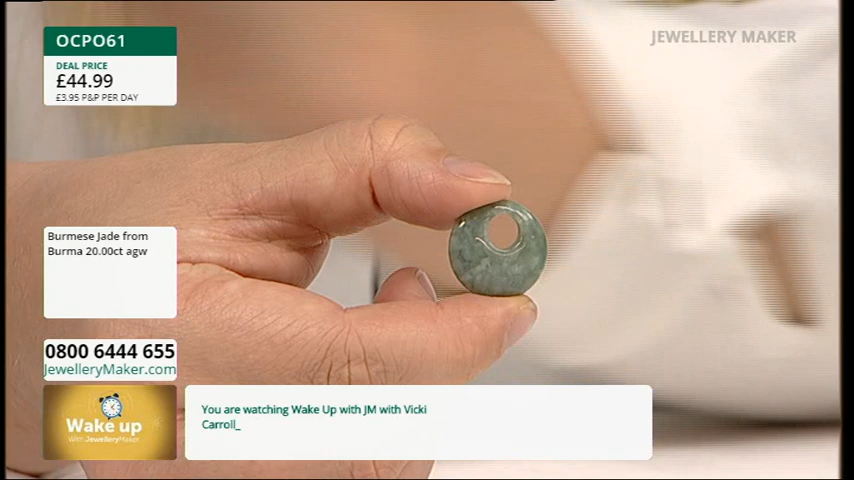 OCPO61
DEAL PRICE
£44.99
£3.95 P&P PER DAY
JEWELLERY MAKER
Burmese Jade from
Burma 20.00ct agw
0800 6444 655
JewelleryMaker.com
Wake up
With JewelleryMaker
You are watching Wake Up with JM with Vicki
Carroll_